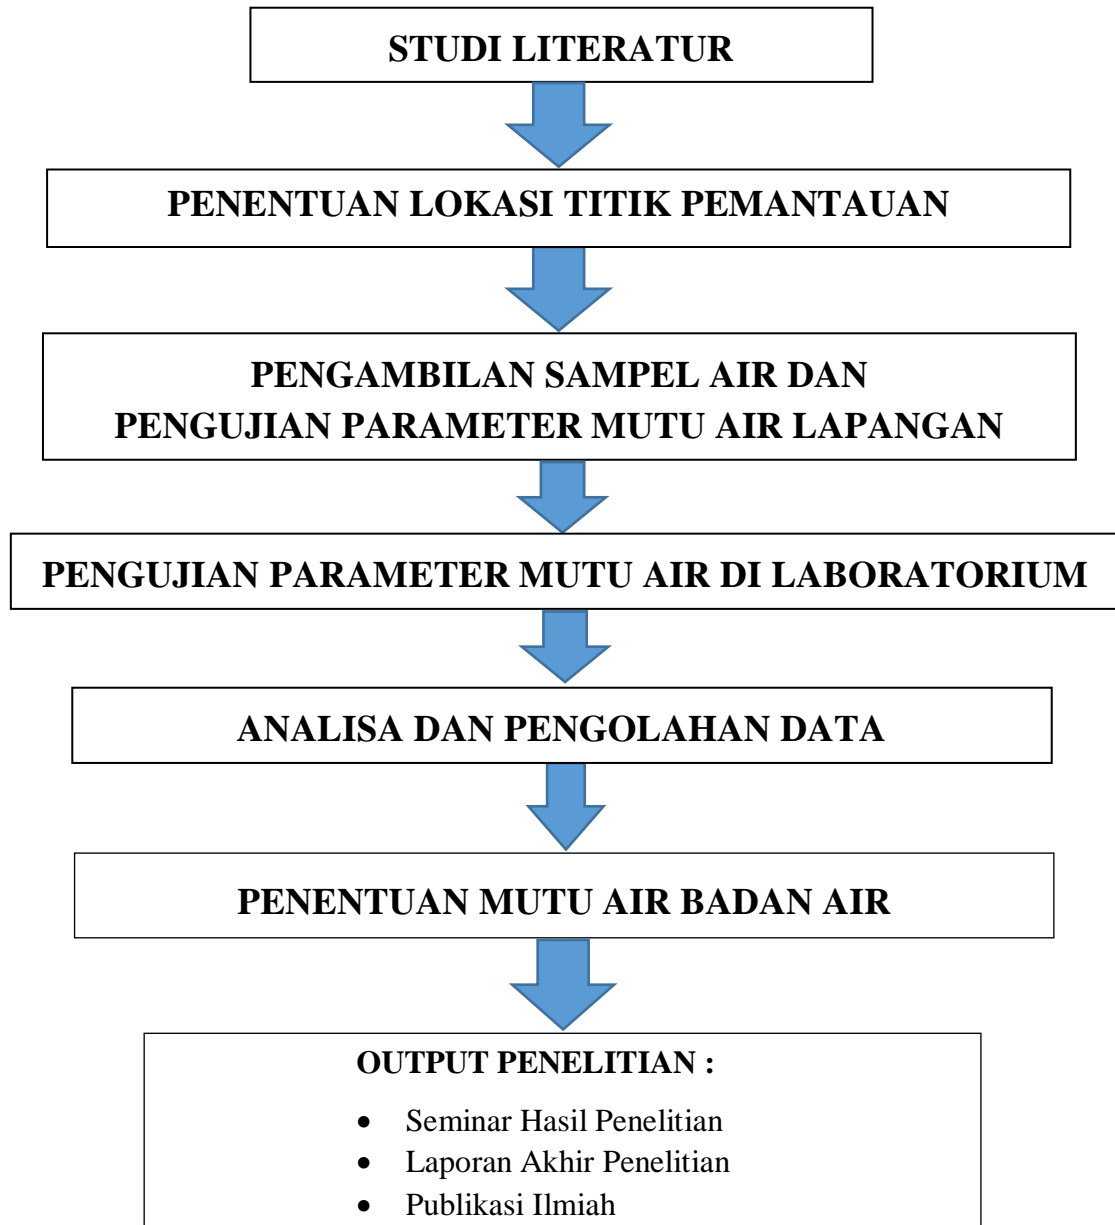 STUDI LITERATUR
PENENTUAN LOKASI TITIK PEMANTAUAN
PENGAMBILAN SAMPEL AIR DAN
PENGUJIAN PARAMETER MUTU AIR LAPANGAN
PENGUJIAN PARAMETER MUTU AIR DI LABORATORIUM
ANALISA DAN PENGOLAHAN DATA
PENENTUAN MUTU AIR BADAN AIR
OUTPUT PENELITIAN :
• Seminar Hasil Penelitian
• Laporan Akhir Penelitian
• Publikasi Ilmiah